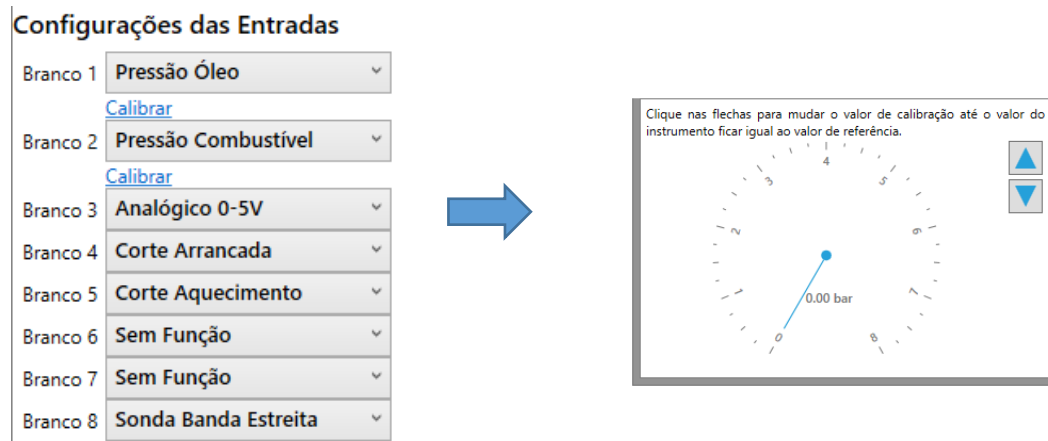 Configurações das Entradas
Branco 1 Pressão Óleo
Calibrar
Branco 2 Pressão Combustível
Calibrar
Branco 3 Analógico 0-5V
Branco 4 Corte Arrancada
Branco 5 Corte Aquecimento
Branco 6 Sem Função
Branco 7 Sem Função
Branco 8 Sonda Banda Estreita
Clique nas flechas para mudar o valor de calibração até o valor do
instrumento ficar igual ao valor de referência.
4
3 5
2 6
1 7
0.00 bar
0 8